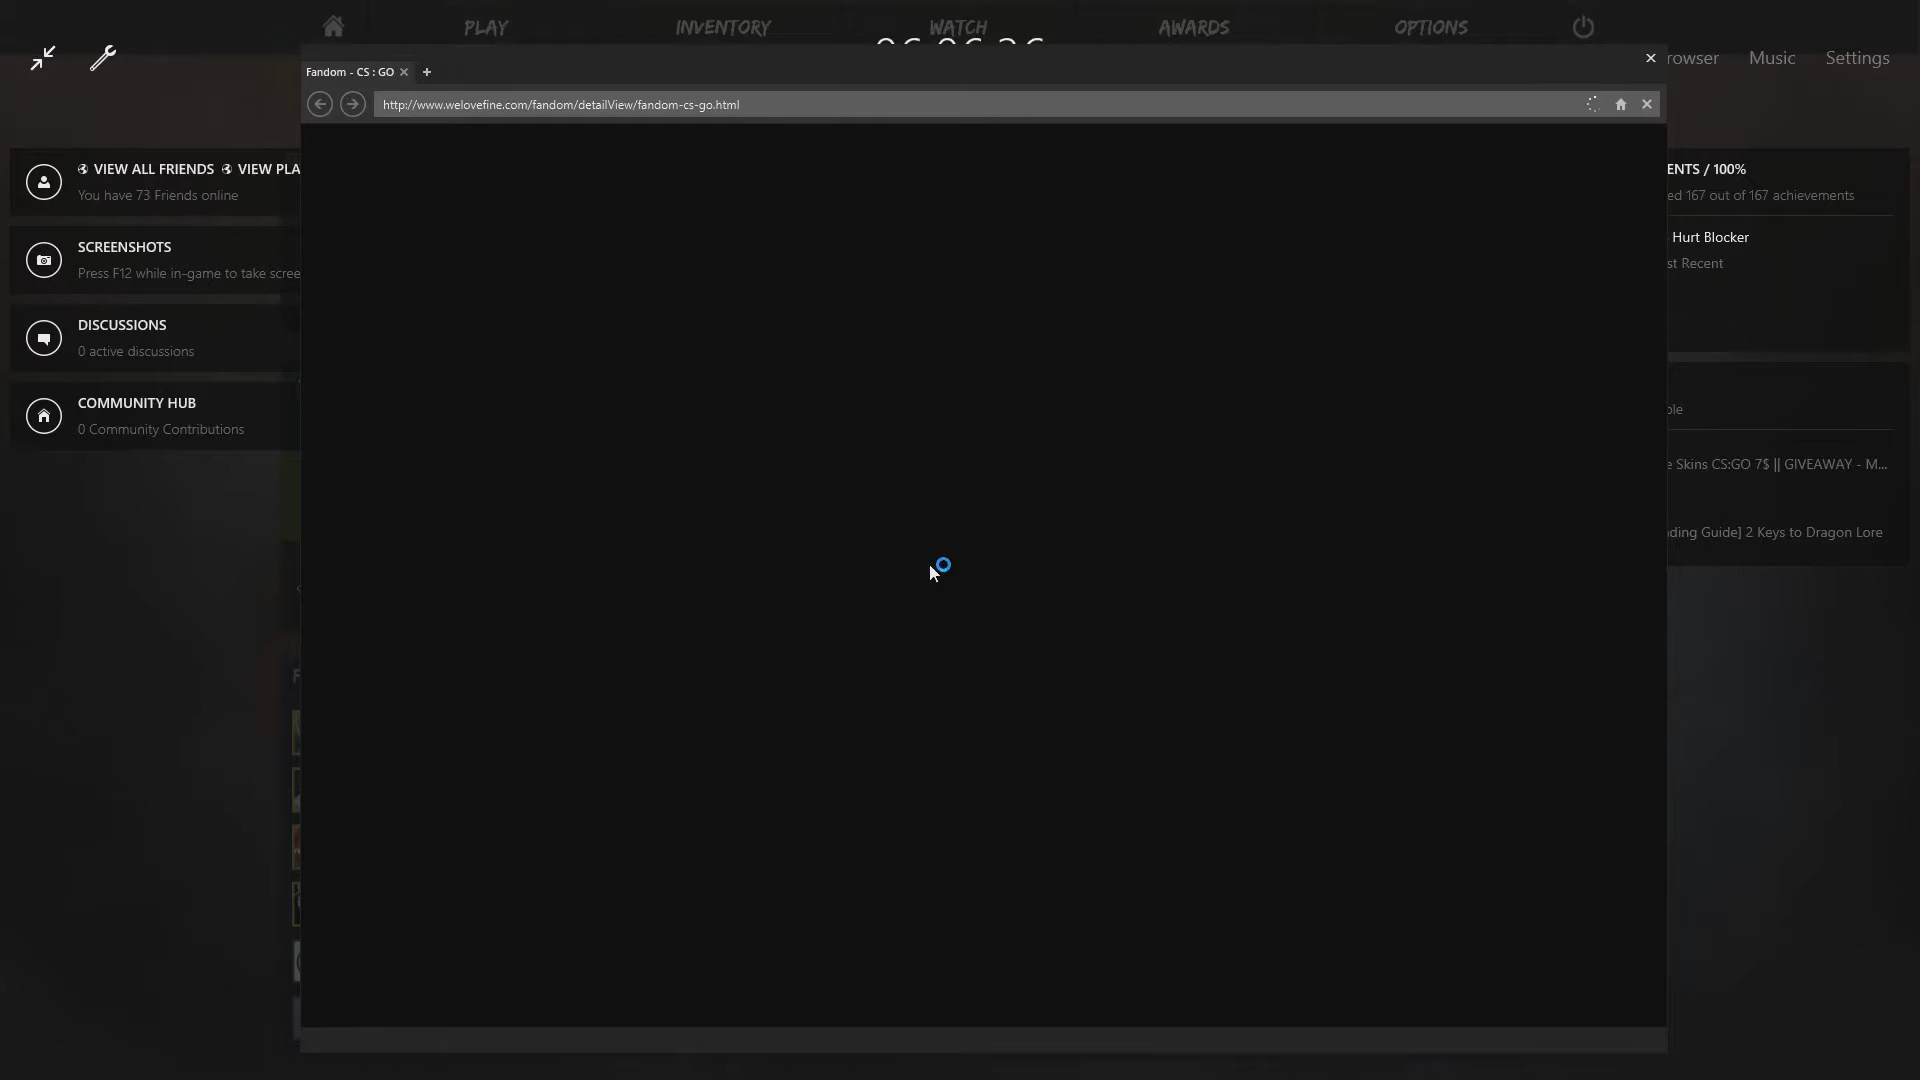 PLAY
INVENTORY
WATCH
AWARDS
OPTIONS
rowser
Music
Settings
Fandom - CS : GO
http://www.welovefine.com/fandom/detailView/fandom-cs-go.html
VIEW ALL FRIENDS
VIEW PLA
You have 73 Friends online
SCREENSHOTS
Press F12 while in-game to take scree
DISCUSSIONS
0 active discussions
COMMUNITY HUB
0 Community Contributions
ENTS / 100%
ed 167 out of 167 achievements
Hurt Blocker
st Recent
ble
e Skins CS:GO 7$ || GIVEAWAY - M...
ding Guide] 2 Keys to Dragon Lore